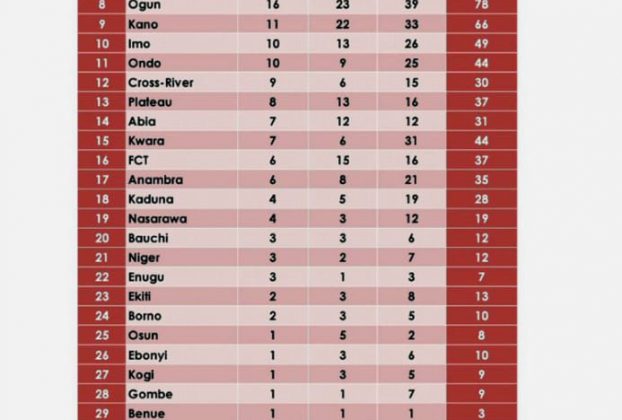 8 Ogun 16 23 39 78
9 Kano 11 22 33 66
10 Imo 10 13 26 49
11 Ondo 10 9 25 44
12 Cross-River 9 6 15 30
13 Plateau 8 13 16 37
14 Abia 7 12 12 31
15 Kwara 7 6 31 44
16 FCT 6 15 16 37
17 Anambra 6 8 21 35
18 Kaduna 4 5 19 28
19 Nasarawa 4 3 12 19
20 Bauchi 3 3 6 12
21 Niger 3 2 7 12
22 Enugu 3 1 3 7
23 Ekiti 2 3 8 13
24 Borno 2 3 5 10
25 Osun 1 5 2 8
26 Ebonyi 1 3 6 10
27 Kogi 1 3 5 9
28 Gombe 1 1 7 9
29 Benue 1 1 1 3